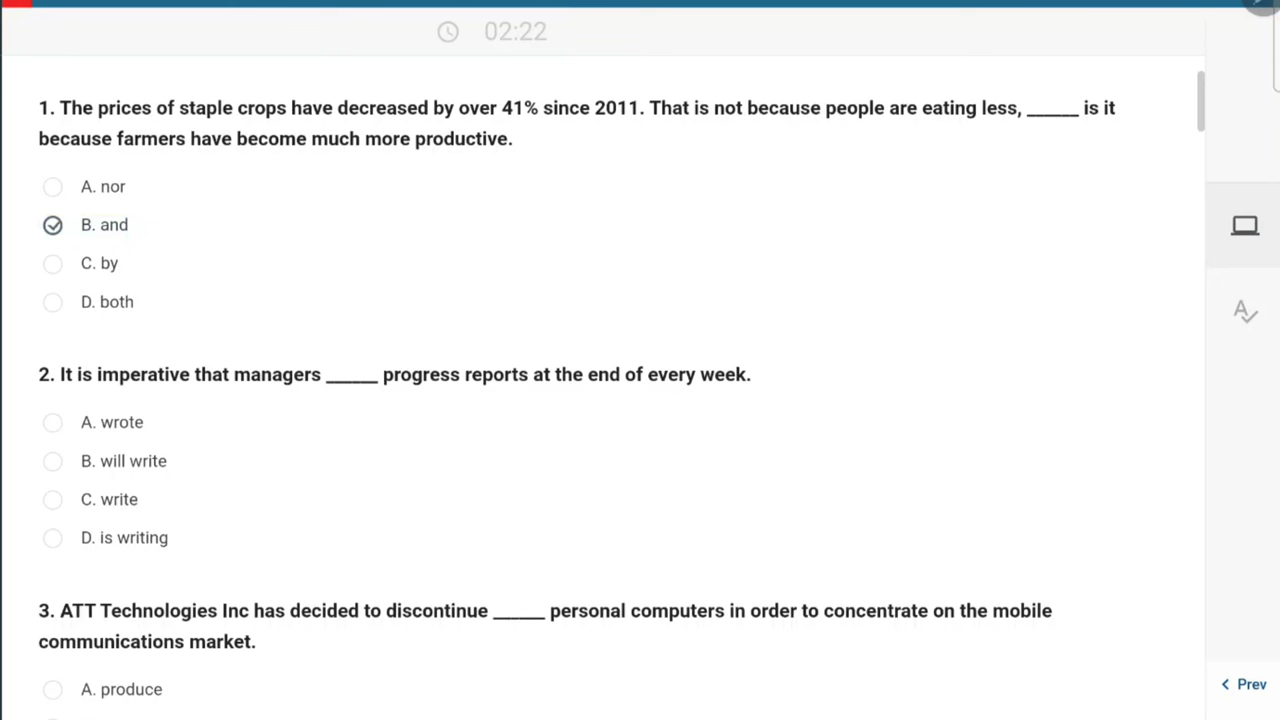 02:22
1. The prices of staple crops have decreased by over 41% since 2011. That is not because people are eating less, ______ is it
because farmers have become much more productive.
A. nor
B. and
C. by
D. both
2. It is imperative that managers ______ progress reports at the end of every week.
A. wrote
B. will write
C. write
D. is writing
3. ATT Technologies Inc has decided to discontinue ______ personal computers in order to concentrate on the mobile
communications market.
A. produce
Prev